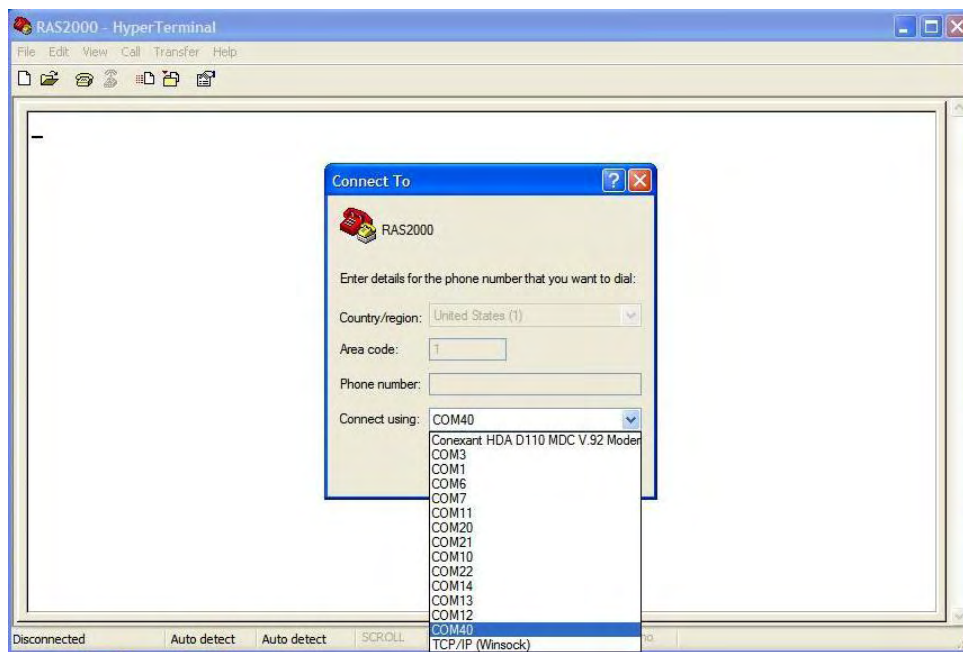 RAS2000 - HyperTerminal
File Edit View Call Transfer Help
Connect To
RAS2000
Enter details for the phone number that you want to dial:
Country/region: United States (1)
Area code: 1
Phone number:
Connect using: COM40
Conexant HDA D110 MDC V.92 Moder
COM3
COM1
COM6
COM7
COM11
COM20
COM21
COM10
COM22
COM14
COM13
COM12
COM40
TCP/IP (Winsock)
Disconnected Auto detect Auto detect SCROLL